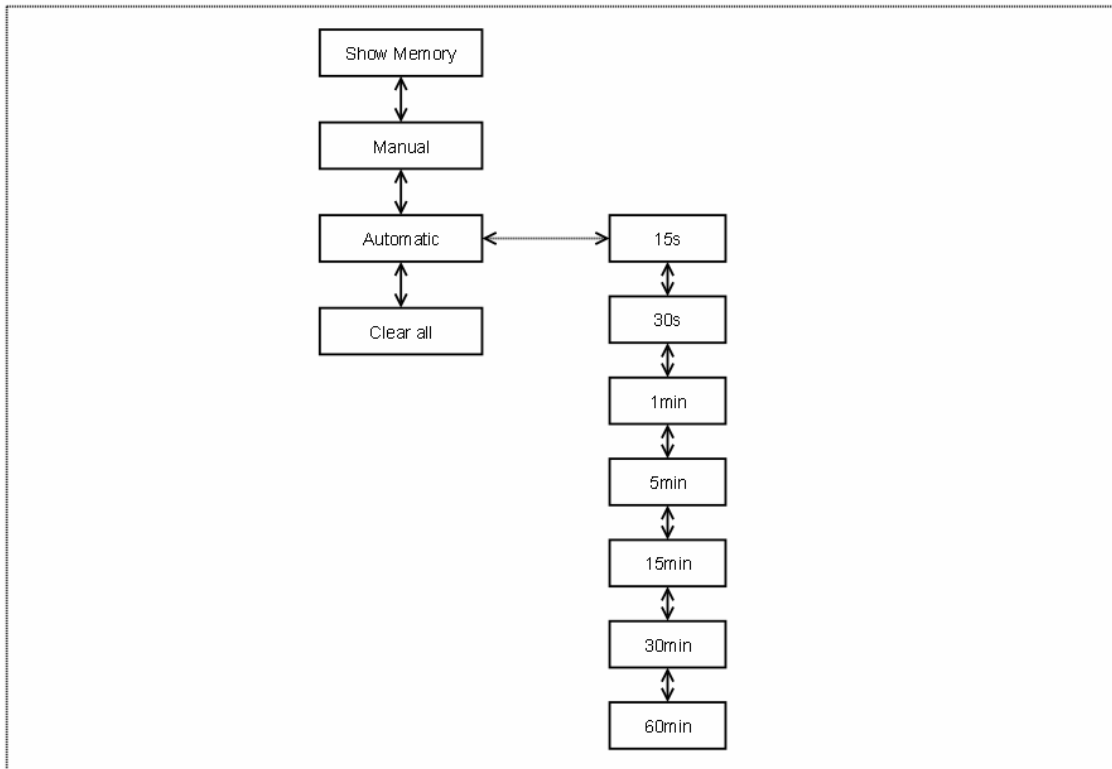 Show Memory
Manual
Automatic
Clear all
15s
30s
1min
5min
15min
30min
60min